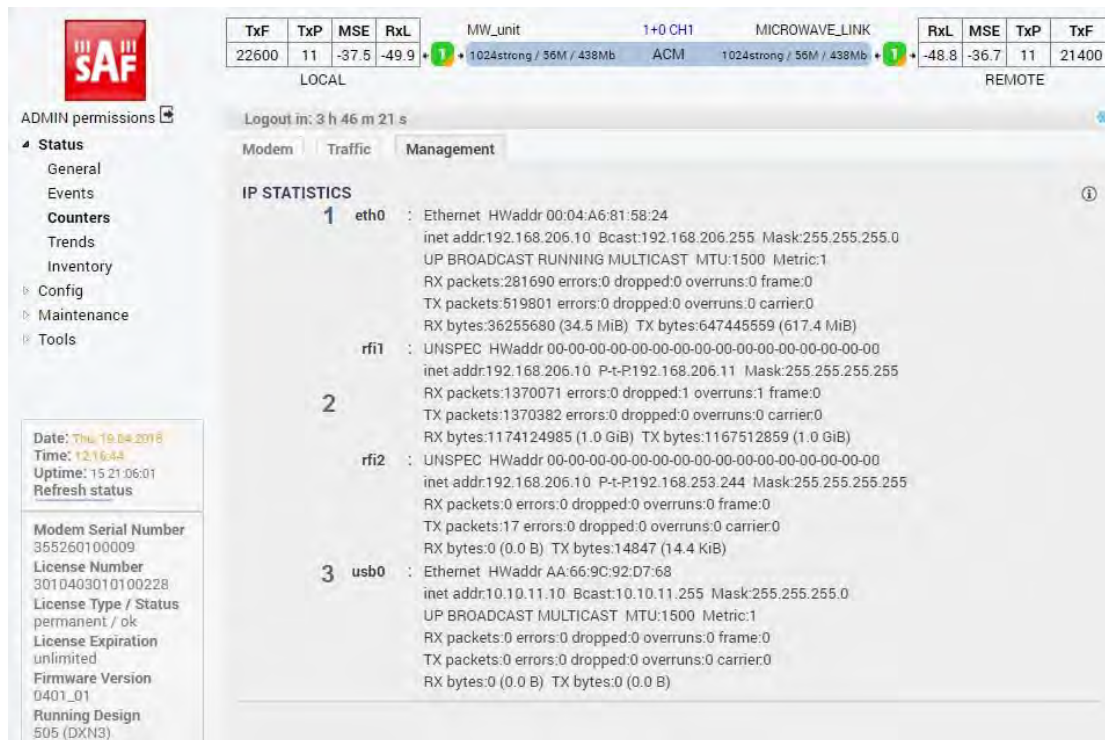 SAF
TxF TxP MSE RxL MW_unit 1+0 CH1 MICROWAVE_LINK RxL MSE TxP TxF
22600 11 -37.5 -49.9 1 1024strong / 56M / 438Mb ACM 1024strong / 56M / 438Mb 1 -48.8 -36.7 11 21400
LOCAL REMOTE
ADMIN permissions
Logout in: 3 h 46 m 21 s
Status
General
Events
Counters
Trends
Inventory
Config
Maintenance
Tools
Modem Traffic Management
IP STATISTICS
1 eth0 : Ethernet HWaddr 00:04:A6:81:58:24
inet addr:192.168.206.10 Bcast:192.168.206.255 Mask:255.255.255.0
UP BROADCAST RUNNING MULTICAST MTU:1500 Metric:1
RX packets:281690 errors:0 dropped:0 overruns:0 frame:0
TX packets:519801 errors:0 dropped:0 overruns:0 carrier:0
RX bytes:36255680 (34.5 MiB) TX bytes:647445559 (617.4 MiB)
rfi1 : UNSPEC HWaddr 00-00-00-00-00-00-00-00-00-00-00-00-00-00-00-00
inet addr:192.168.206.10 P-t-P:192.168.206.11 Mask:255.255.255.255
2
RX packets:1370071 errors:0 dropped:1 overruns:1 frame:0
TX packets:1370382 errors:0 dropped:0 overruns:0 carrier:0
RX bytes:1174124985 (1.0 GiB) TX bytes:1167512859 (1.0 GiB)
rfi2 : UNSPEC HWaddr 00-00-00-00-00-00-00-00-00-00-00-00-00-00-00-00
inet addr:192.168.206.10 P-t-P:192.168.253.244 Mask:255.255.255.255
RX packets:0 errors:0 dropped:0 overruns:0 frame:0
TX packets:17 errors:0 dropped:0 overruns:0 carrier:0
RX bytes:0 (0.0 B) TX bytes:14847 (14.4 KiB)
3 usb0 : Ethernet HWaddr AA:66:9C:92:D7:68
inet addr:10.10.11.10 Bcast:10.10.11.255 Mask:255.255.255.0
UP BROADCAST MULTICAST MTU:1500 Metric:1
RX packets:0 errors:0 dropped:0 overruns:0 frame:0
TX packets:0 errors:0 dropped:0 overruns:0 carrier:0
RX bytes:0 (0.0 B) TX bytes:0 (0.0 B)
Date: Thu, 19.04.2018
Time: 12:16:44
Uptime: 15 21:06:01
Refresh status
Modem Serial Number
355260100009
License Number
3010403010100228
License Type / Status
permanent / ok
License Expiration
unlimited
Firmware Version
0401_01
Running Design
505 (DXN3)